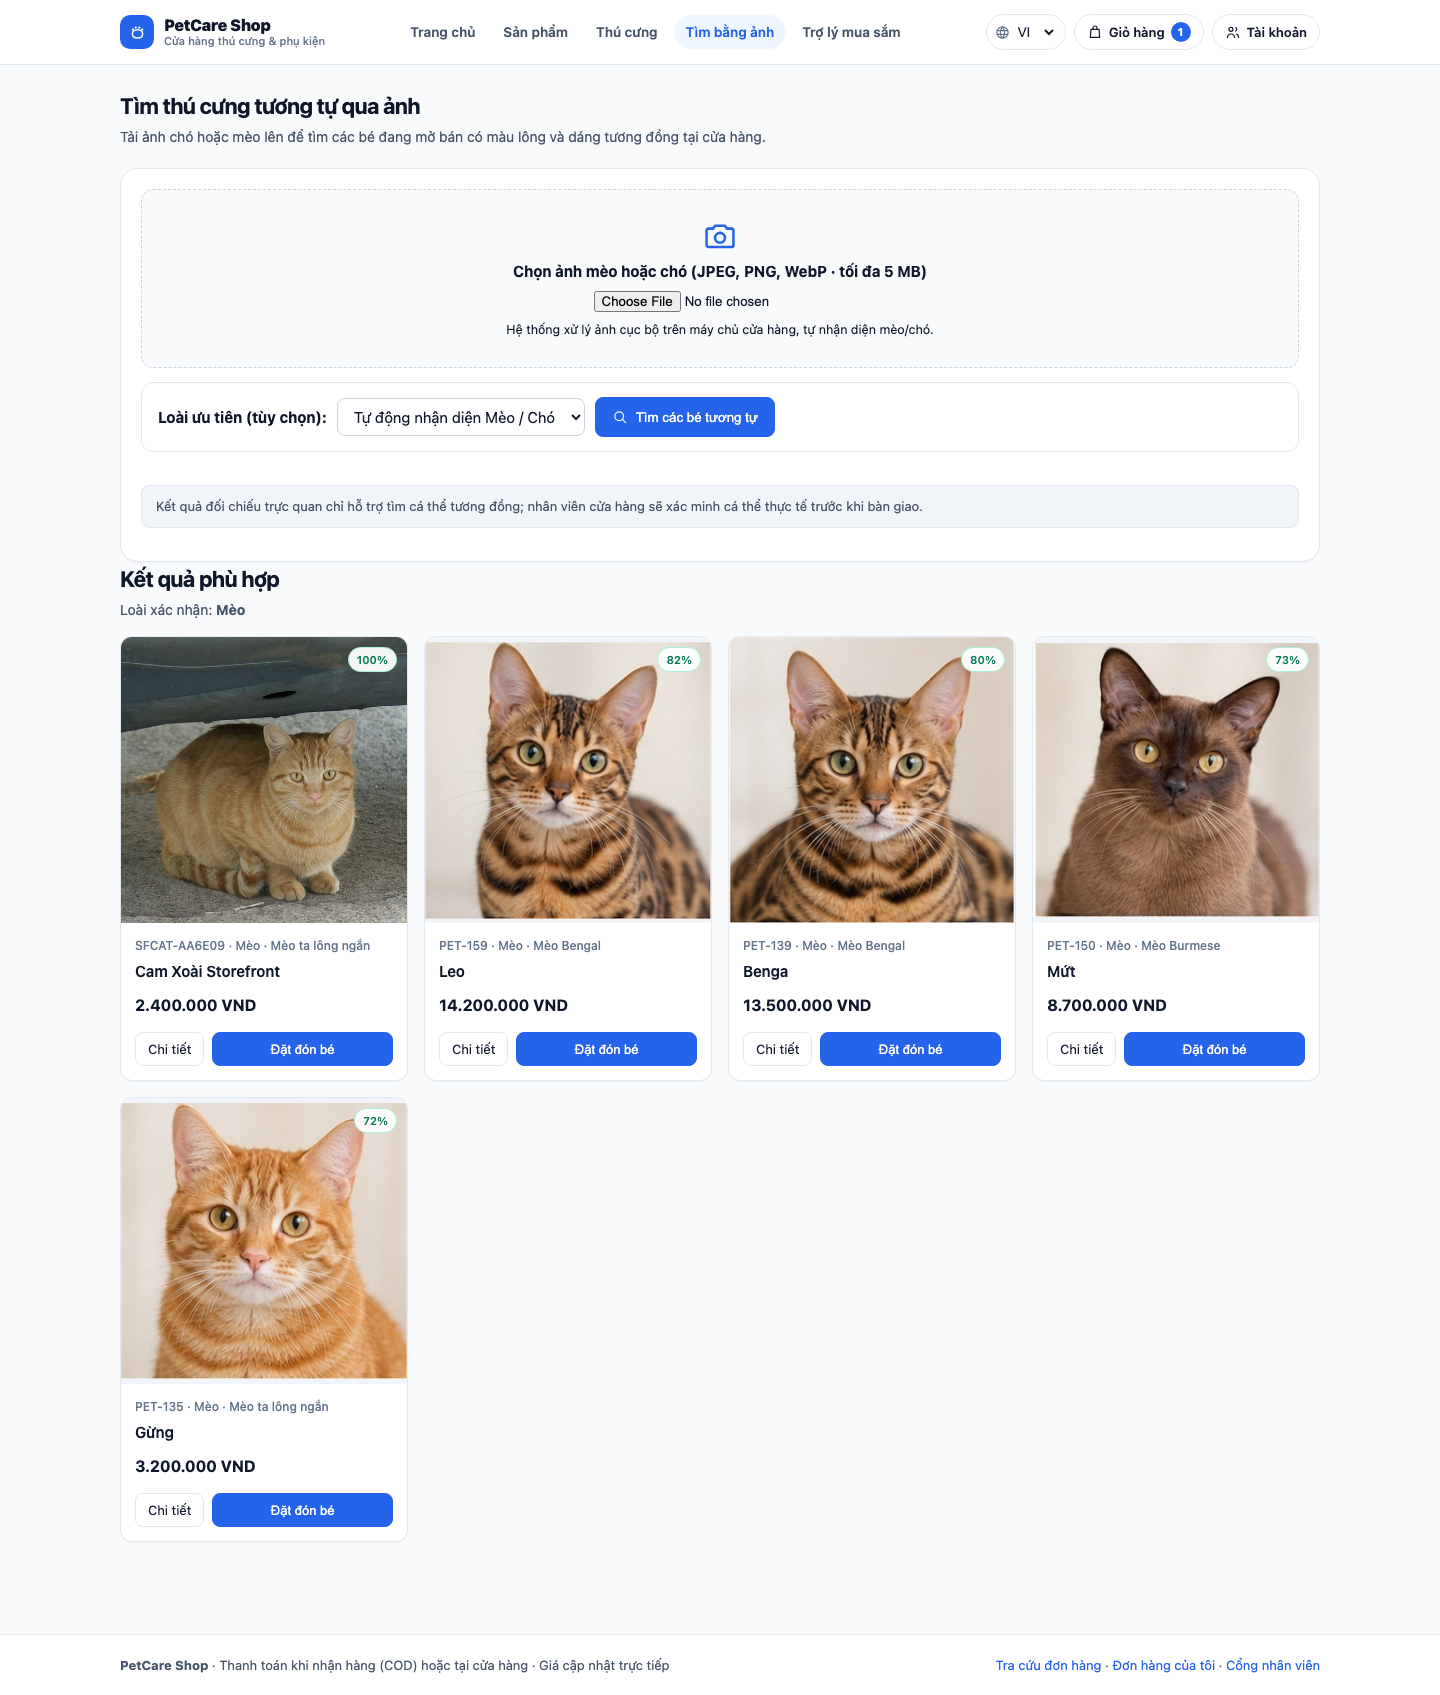 PetCare Shop
Cửa hàng thú cưng & phụ kiện
Trang chủ
Sản phẩm
Thú cưng
Tìm bằng ảnh
Trợ lý mua sắm
VI
Giỏ hàng 1
Tài khoản
Tìm thú cưng tương tự qua ảnh
Tải ảnh chó hoặc mèo lên để tìm các bé đang mở bán có màu lông và dáng tương đồng tại cửa hàng.
Chọn ảnh mèo hoặc chó (JPEG, PNG, WebP · tối đa 5 MB)
Choose File No file chosen
Hệ thống xử lý ảnh cục bộ trên máy chủ cửa hàng, tự nhận diện mèo/chó.
Loài ưu tiên (tùy chọn):
Tự động nhận diện Mèo / Chó
Tìm các bé tương tự
Kết quả đối chiếu trực quan chỉ hỗ trợ tìm cá thể tương đồng; nhân viên cửa hàng sẽ xác minh cá thể thực tế trước khi bàn giao.
Kết quả phù hợp
Loài xác nhận: Mèo
100%
SFCAT-AA6E09 · Mèo · Mèo ta lông ngắn
Cam Xoài Storefront
2.400.000 VND
Chi tiết
Đặt đón bé
82%
PET-159 · Mèo · Mèo Bengal
Leo
14.200.000 VND
Chi tiết
Đặt đón bé
80%
PET-139 · Mèo · Mèo Bengal
Benga
13.500.000 VND
Chi tiết
Đặt đón bé
73%
PET-150 · Mèo · Mèo Burmese
Mứt
8.700.000 VND
Chi tiết
Đặt đón bé
72%
PET-135 · Mèo · Mèo ta lông ngắn
Gừng
3.200.000 VND
Chi tiết
Đặt đón bé
PetCare Shop · Thanh toán khi nhận hàng (COD) hoặc tại cửa hàng · Giá cập nhật trực tiếp
Tra cứu đơn hàng · Đơn hàng của tôi · Cổng nhân viên